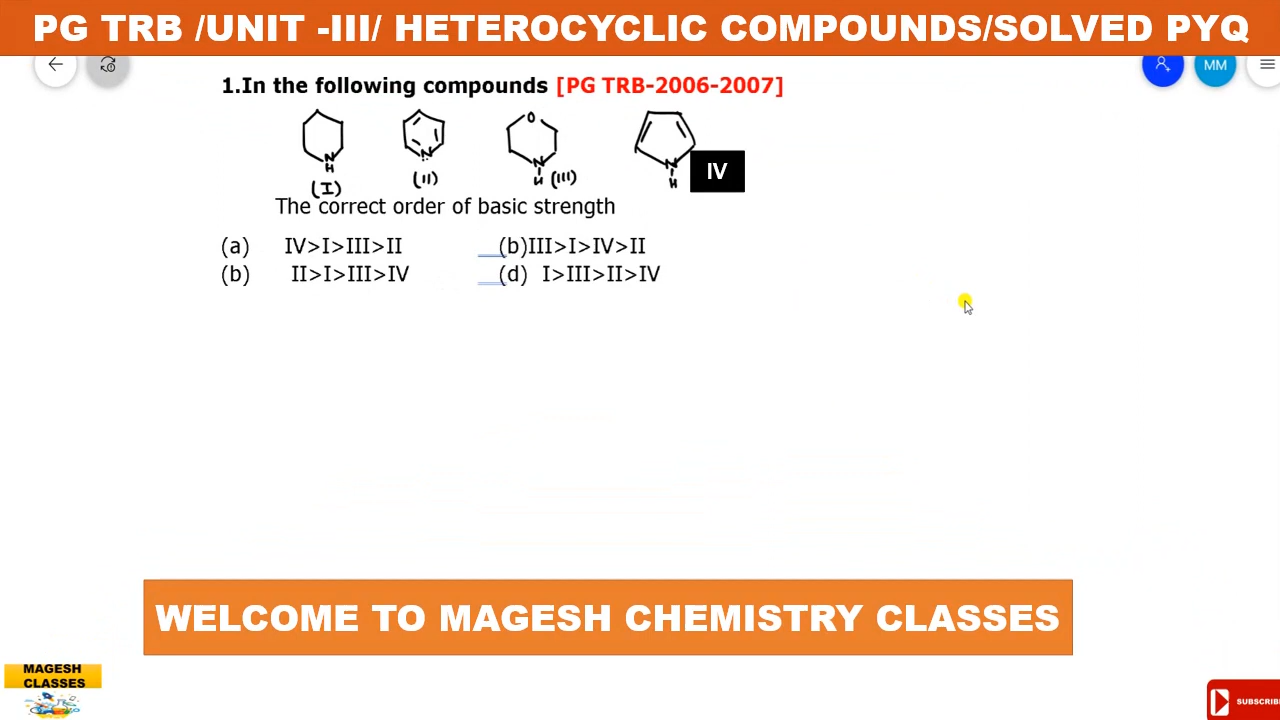 PG TRB /UNIT -III/ HETEROCYCLIC COMPOUNDS/SOLVED PYQ
MM
1.In the following compounds [PG TRB-2006-2007]
N H (I)
N (II)
O N H (III)
N H IV
The correct order of basic strength
(a) IV>I>III>II (b)III>I>IV>II
(b) II>I>III>IV (d) I>III>II>IV
WELCOME TO MAGESH CHEMISTRY CLASSES
MAGESH
CLASSES
SUBSCRIBE